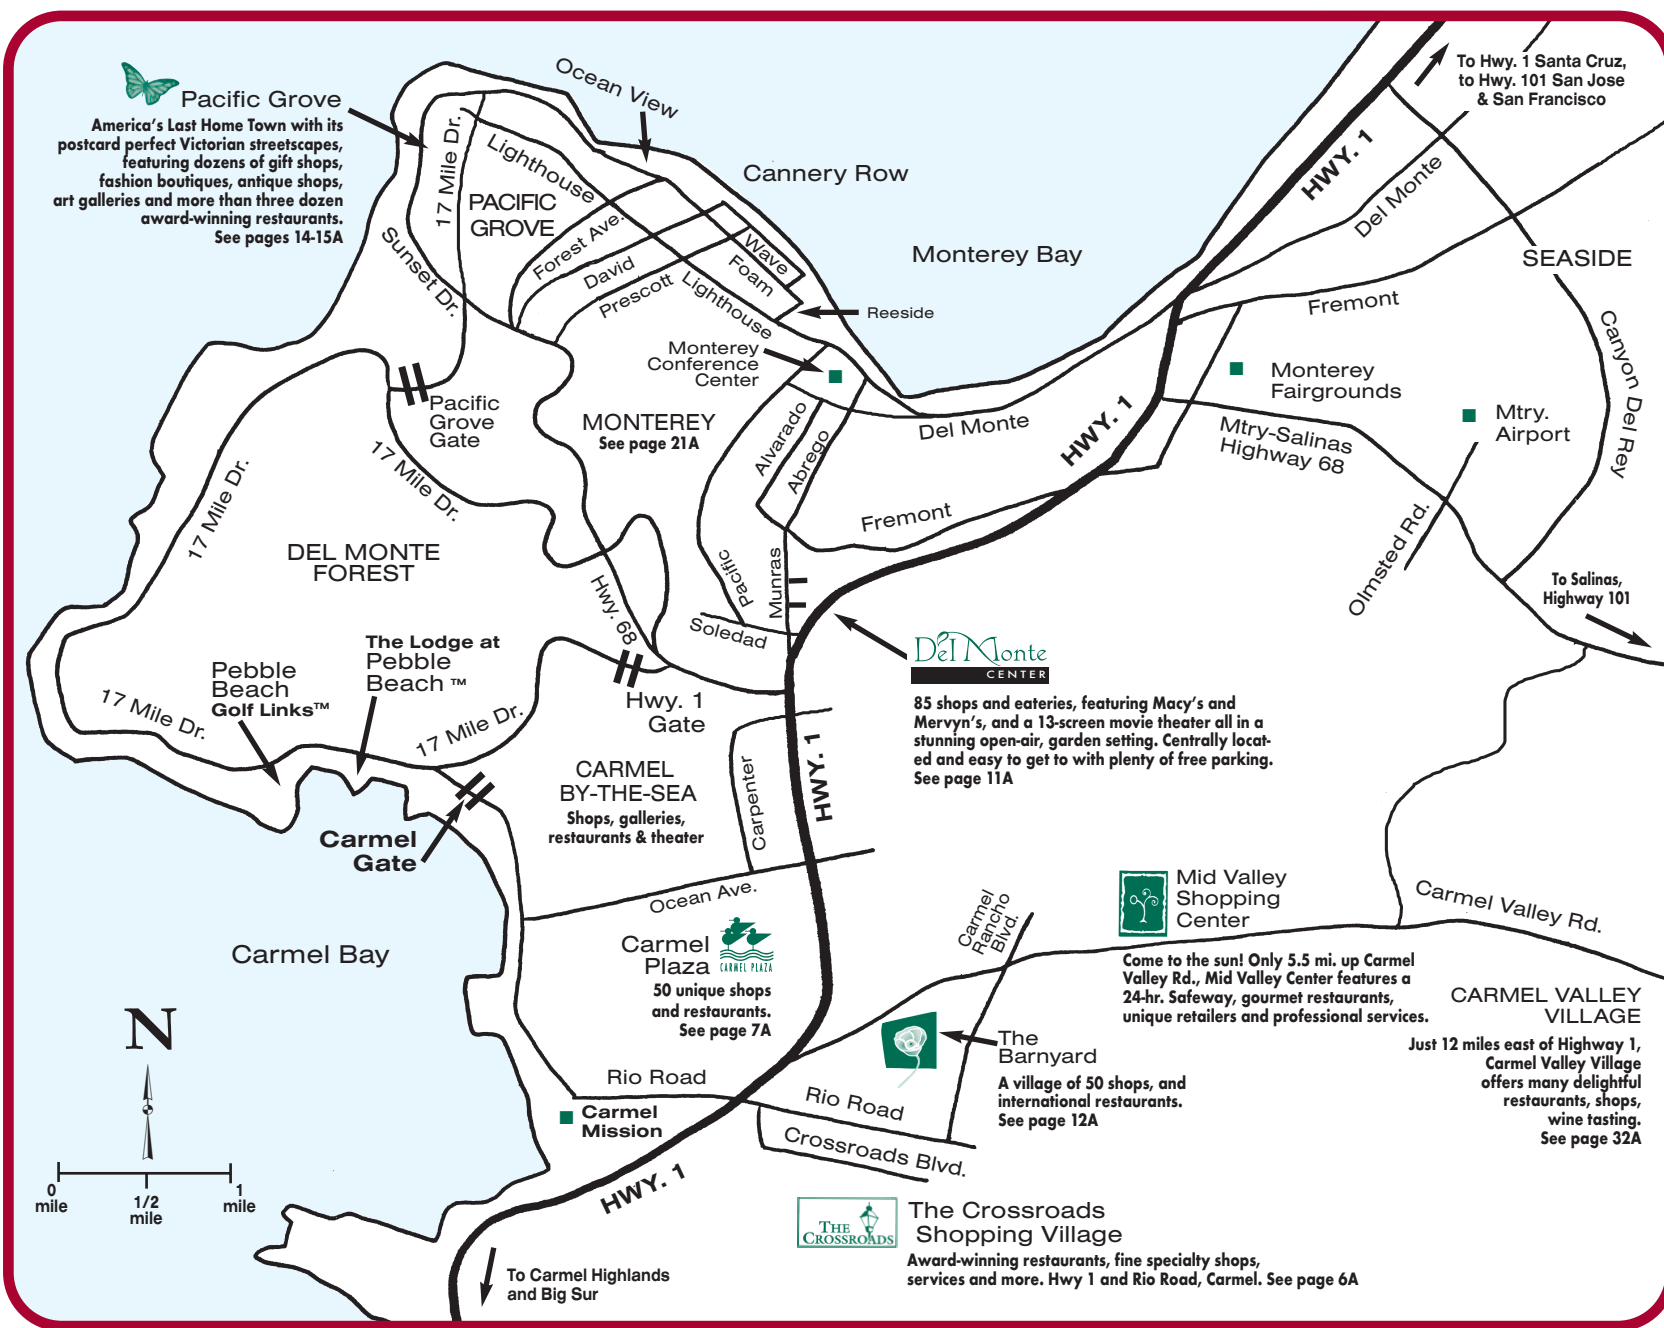 Pacific Grove
America's Last Home Town with its
postcard perfect Victorian streetscapes,
featuring dozens of gift shops,
fashion boutiques, antique shops,
art galleries and more than three dozen
award-winning restaurants.
See pages 14-15A
Ocean View
Cannery Row
Monterey Bay
To Hwy. 1 Santa Cruz,
to Hwy. 101 San Jose
& San Francisco
HWY. 1
Del Monte
SEASIDE
Fremont
Canyon Del Rey
17 Mile Dr.
Lighthouse
PACIFIC
GROVE
Sunset Dr.
Forest Ave.
David
Prescott
Wave
Foam
Lighthouse
Reeside
Monterey
Conference
Center
Monterey
Fairgrounds
Mtry.
Airport
Mtry-Salinas
Highway 68
Olmsted Rd.
To Salinas,
Highway 101
Pacific
Grove
Gate
MONTEREY
See page 21A
Alvarado
Abrego
Del Monte
HWY. 1
Fremont
17 Mile Dr.
17 Mile Dr.
DEL MONTE
FOREST
Hwy. 68
Pacific
Munras
Soledad
Del Monte
CENTER
85 shops and eateries, featuring Macy's and
Mervyn's, and a 13-screen movie theater all in a
stunning open-air, garden setting. Centrally locat-
ed and easy to get to with plenty of free parking.
See page 11A
The Lodge at
Pebble
Beach ™
Pebble
Beach
Golf Links™
17 Mile Dr.
17 Mile Dr.
Hwy. 1
Gate
CARMEL
BY-THE-SEA
Shops, galleries,
restaurants & theater
Carpenter
HWY. 1
Carmel
Gate
Ocean Ave.
Carmel
Plaza
CARMEL PLAZA
50 unique shops
and restaurants.
See page 7A
Carmel Bay
Carmel
Rancho
Blvd.
Mid Valley
Shopping
Center
Come to the sun! Only 5.5 mi. up Carmel
Valley Rd., Mid Valley Center features a
24-hr. Safeway, gourmet restaurants,
unique retailers and professional services.
Carmel Valley Rd.
CARMEL VALLEY
VILLAGE
Just 12 miles east of Highway 1,
Carmel Valley Village
offers many delightful
restaurants, shops,
wine tasting.
See page 32A
The
Barnyard
A village of 50 shops, and
international restaurants.
See page 12A
Rio Road
Rio Road
Carmel
Mission
Crossroads Blvd.
HWY. 1
N
0
mile
1/2
mile
1
mile
THE
CROSSROADS
The Crossroads
Shopping Village
Award-winning restaurants, fine specialty shops,
services and more. Hwy 1 and Rio Road, Carmel. See page 6A
To Carmel Highlands
and Big Sur